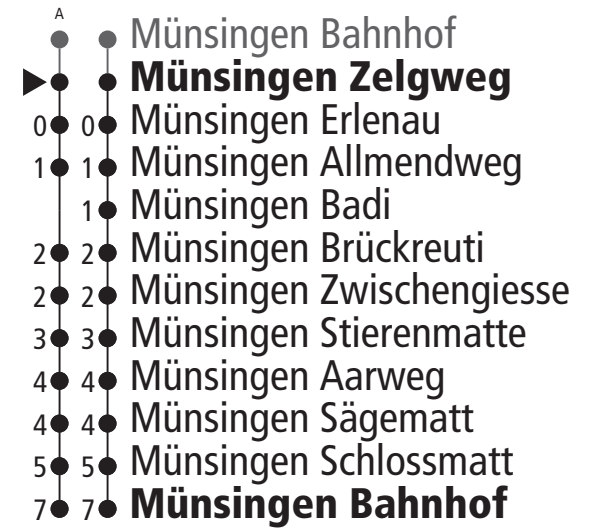 A
Münsingen Bahnhof
Münsingen Zelgweg
0 0 Münsingen Erlenau
1 1 Münsingen Allmendweg
1 Münsingen Badi
2 2 Münsingen Brückreuti
2 2 Münsingen Zwischengiesse
3 3 Münsingen Stierenmatte
4 4 Münsingen Aarweg
4 4 Münsingen Sägematt
5 5 Münsingen Schlossmatt
7 7 Münsingen Bahnhof